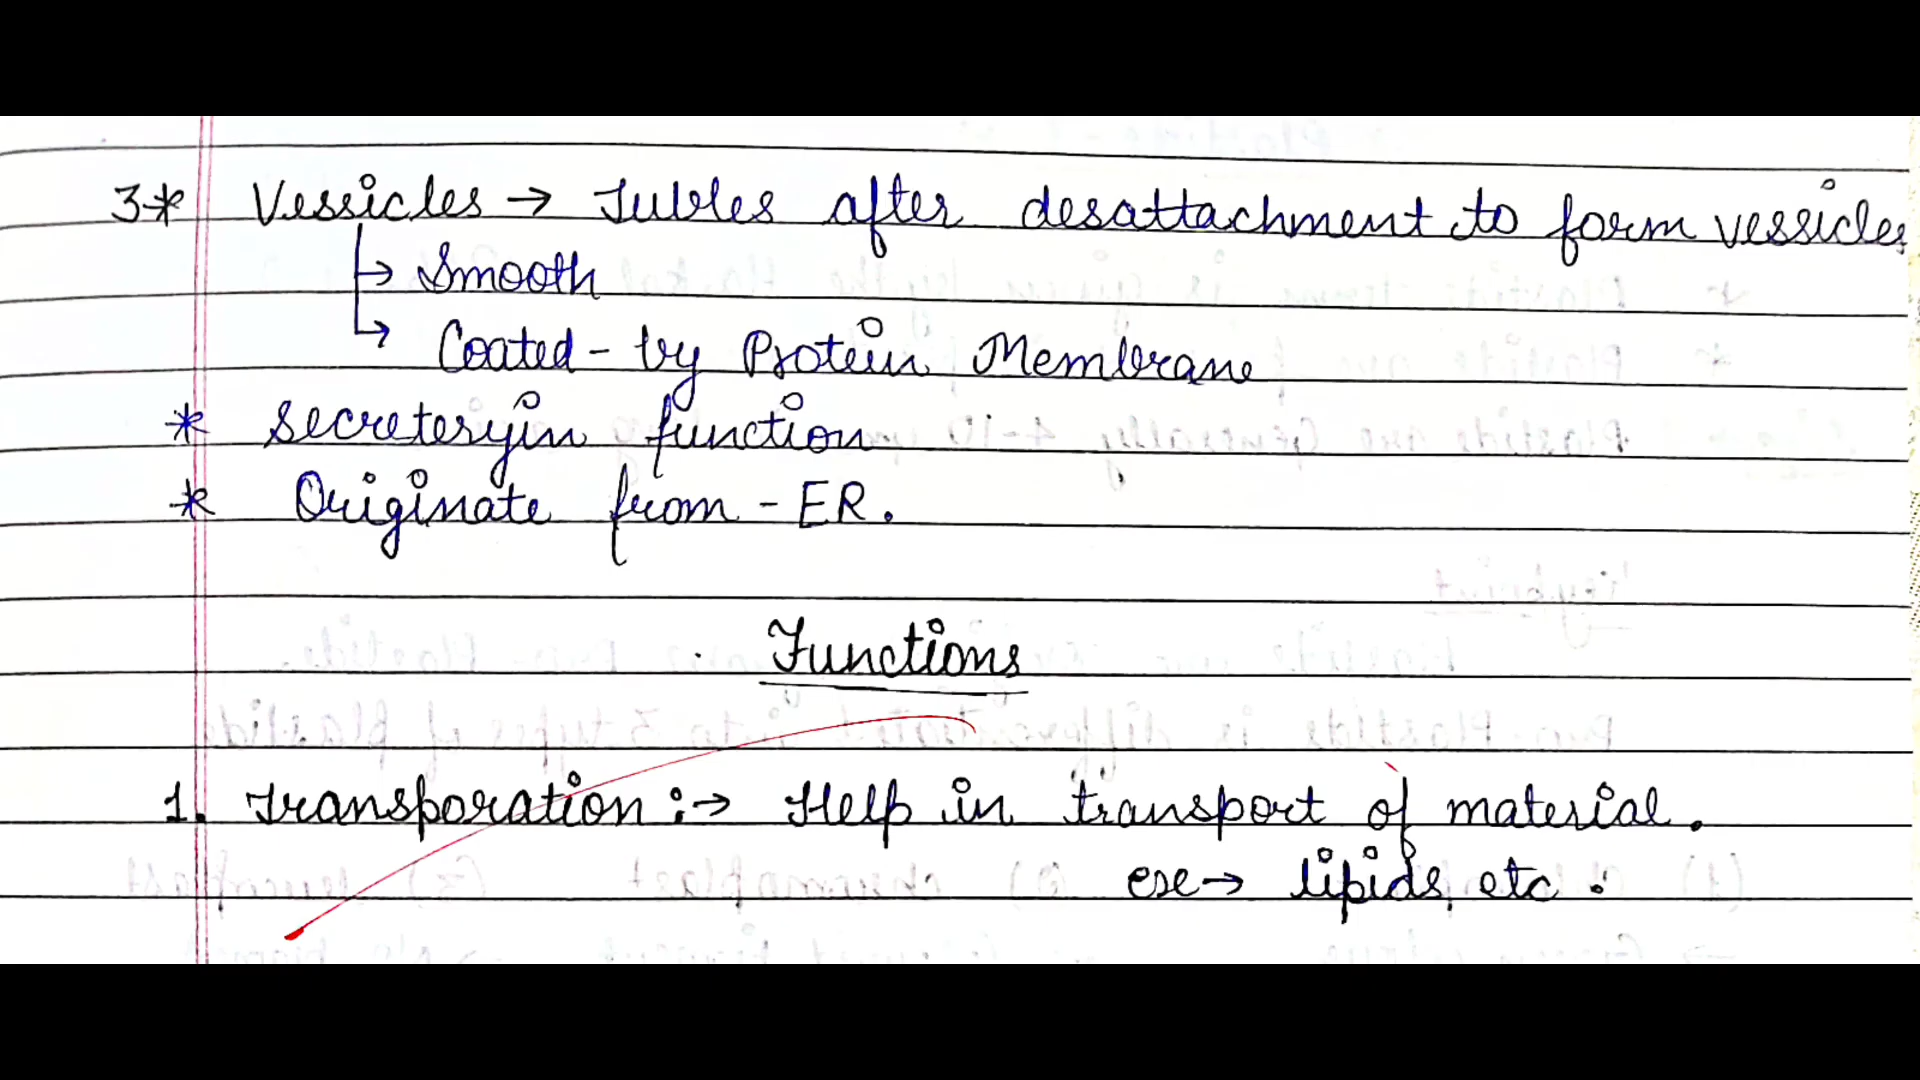 3* Vessicles → Tubles after desattachment to form vessicles
→ Smooth
→ Coated - by Protein Membrane
* Secreteryin function
* Originate from - ER.
Functions
1. Transporation :→ Help in transport of material.
ex → lipids, etc.